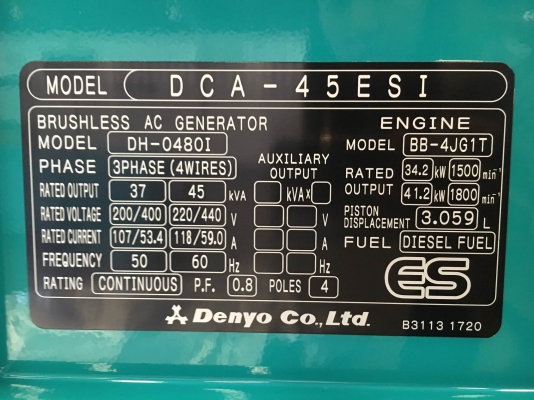 MODEL DCA-45ESI
BRUSHLESS AC GENERATOR
MODEL DH-0480I
PHASE 3PHASE (4WIRES)
AUXILIARY OUTPUT
RATED OUTPUT 37 45 kVA kVAX
RATED VOLTAGE 200/400 220/440 V V
RATED CURRENT 107/53.4 118/59.0 A A
FREQUENCY 50 60 Hz Hz
RATING CONTINUOUS P.F. 0.8 POLES 4
ENGINE
MODEL BB-4JG1T
RATED OUTPUT
34.2 kW 1500 min⁻¹
41.2 kW 1800 min⁻¹
PISTON DISPLACEMENT 3.059 L
FUEL DIESEL FUEL
ES
Denyo Co.,Ltd.
B3113 1720